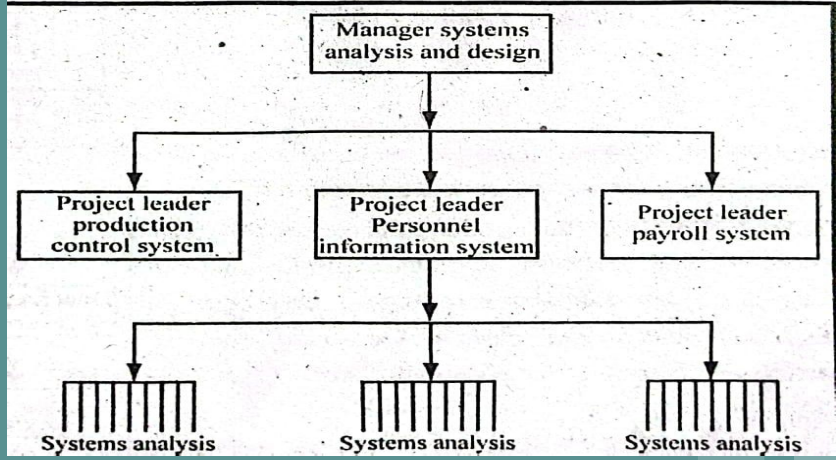 Manager systems
analysis and design
Project leader
production
control system
Project leader
Personnel
information system
Project leader
payroll system
Systems analysis
Systems analysis
Systems analysis